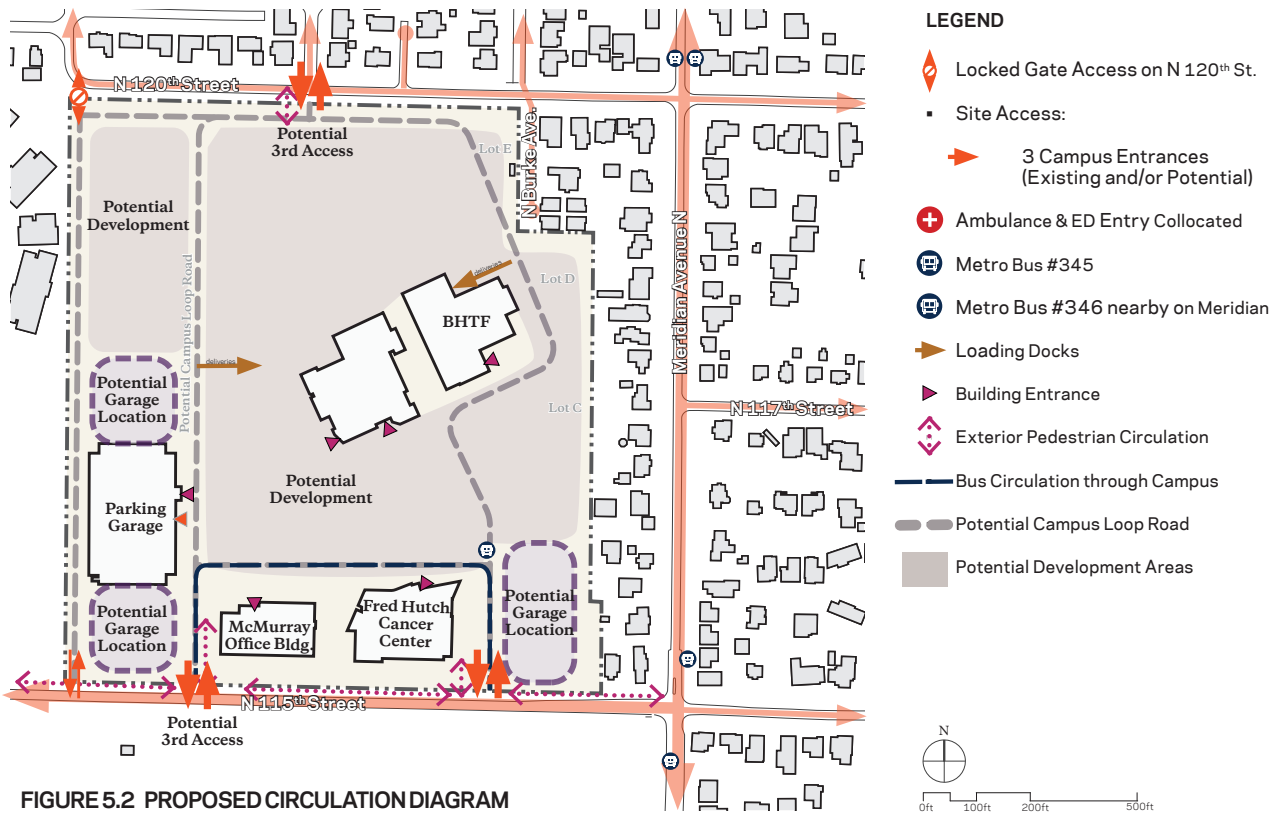 N 120th Street
Potential
3rd Access
N Burke Ave.
Lot E
Potential
Development
Potential Campus Loop Road
deliveries
BHTF
Lot D
deliveries
Meridian Avenue N
Potential
Garage
Location
Lot C
N 117th Street
Potential
Development
Parking
Garage
Potential
Garage
Location
McMurray
Office Bldg.
Fred Hutch
Cancer
Center
Potential
Garage
Location
N 115th Street
Potential
3rd Access
FIGURE 5.2 PROPOSED CIRCULATION DIAGRAM
LEGEND
Locked Gate Access on N 120th St.
Site Access:
3 Campus Entrances
(Existing and/or Potential)
Ambulance & ED Entry Collocated
Metro Bus #345
Metro Bus #346 nearby on Meridian
Loading Docks
Building Entrance
Exterior Pedestrian Circulation
Bus Circulation through Campus
Potential Campus Loop Road
Potential Development Areas
N
0ft 100ft 200ft 500ft